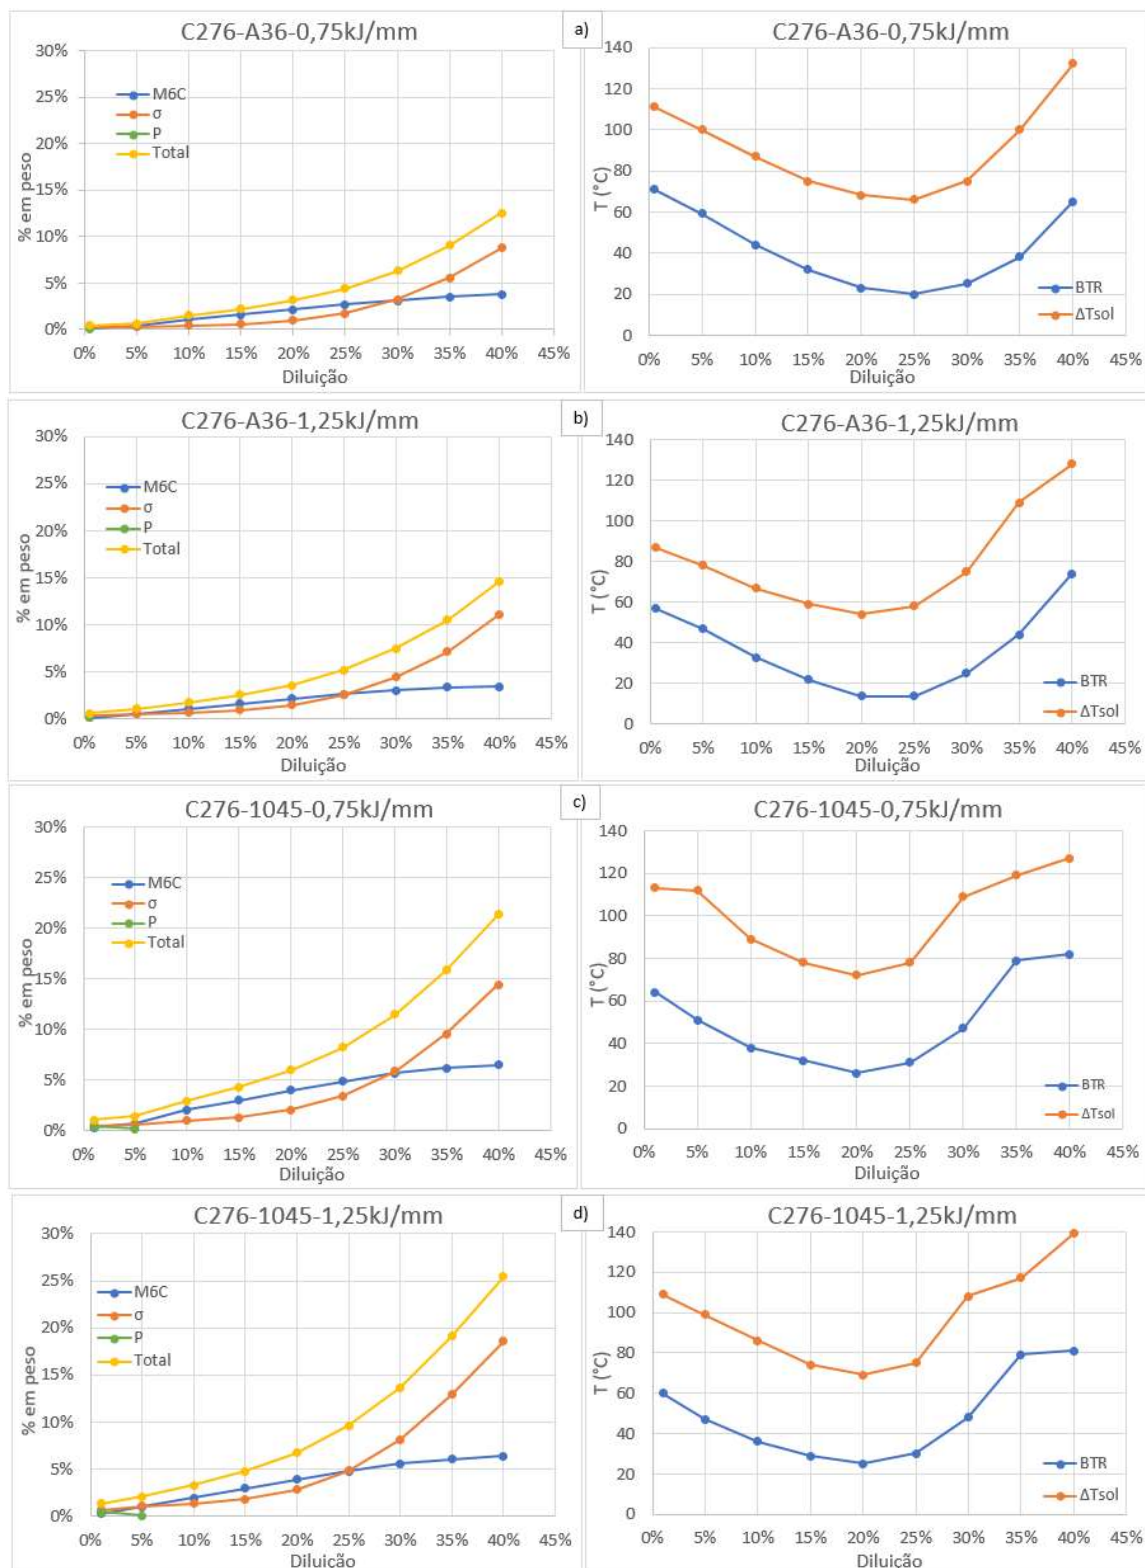 C276-A36-0,75kJ/mm
30%
25%
20%
15%
10%
5%
0%
% em peso
M6C
σ
P
Total
0% 5% 10% 15% 20% 25% 30% 35% 40% 45%
Diluição
a)
C276-A36-0,75kJ/mm
140
120
100
80
60
40
20
0
T (°C)
BTR
ΔTsol
0% 5% 10% 15% 20% 25% 30% 35% 40% 45%
Diluição
C276-A36-1,25kJ/mm
30%
25%
20%
15%
10%
5%
0%
% em peso
M6C
σ
P
Total
0% 5% 10% 15% 20% 25% 30% 35% 40% 45%
Diluição
b)
C276-A36-1,25kJ/mm
140
120
100
80
60
40
20
0
T (°C)
BTR
ΔTsol
0% 5% 10% 15% 20% 25% 30% 35% 40% 45%
Diluição
C276-1045-0,75kJ/mm
30%
25%
20%
15%
10%
5%
0%
% em peso
M6C
σ
P
Total
0% 5% 10% 15% 20% 25% 30% 35% 40% 45%
Diluição
c)
C276-1045-0,75kJ/mm
140
120
100
80
60
40
20
0
T (°C)
BTR
ΔTsol
0% 5% 10% 15% 20% 25% 30% 35% 40% 45%
Diluição
C276-1045-1,25kJ/mm
30%
25%
20%
15%
10%
5%
0%
% em peso
M6C
σ
P
Total
0% 5% 10% 15% 20% 25% 30% 35% 40% 45%
Diluição
d)
C276-1045-1,25kJ/mm
140
120
100
80
60
40
20
0
T (°C)
BTR
ΔTsol
0% 5% 10% 15% 20% 25% 30% 35% 40% 45%
Diluição